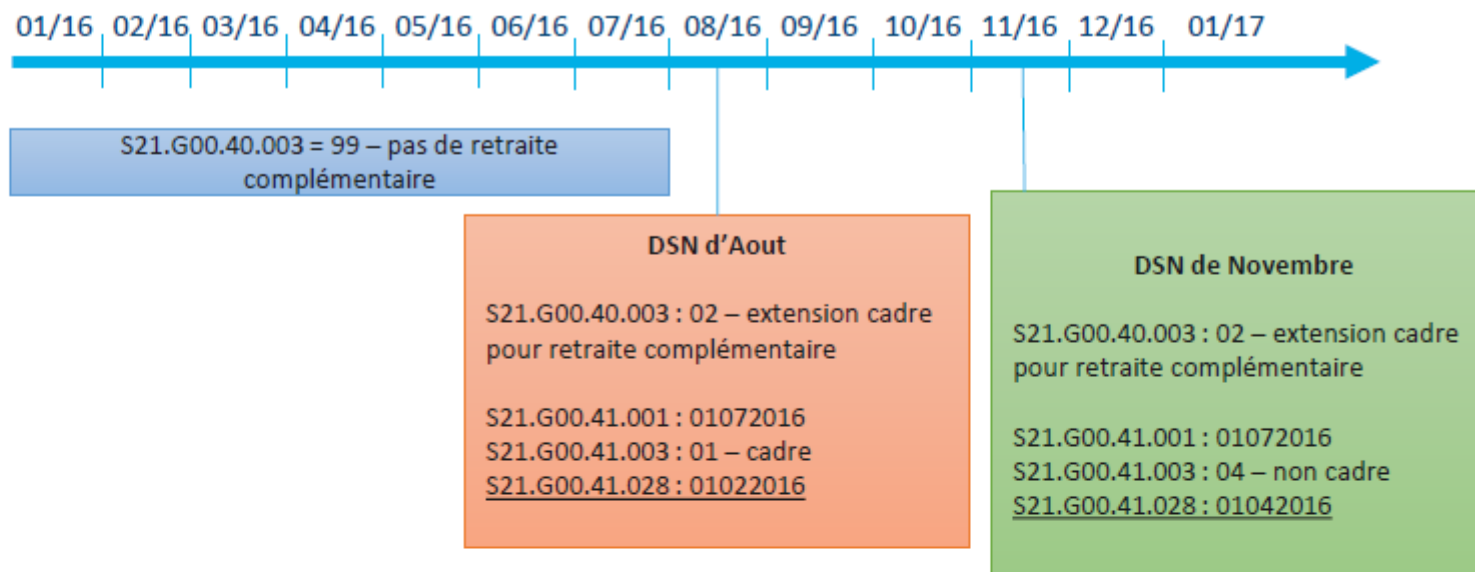 01/16 02/16 03/16 04/16 05/16 06/16 07/16 08/16 09/16 10/16 11/16 12/16 01/17
S21.G00.40.003 = 99 – pas de retraite
complémentaire
DSN d'Aout
S21.G00.40.003 : 02 – extension cadre
pour retraite complémentaire
S21.G00.41.001 : 01072016
S21.G00.41.003 : 01 – cadre
S21.G00.41.028 : 01022016
DSN de Novembre
S21.G00.40.003 : 02 – extension cadre
pour retraite complémentaire
S21.G00.41.001 : 01072016
S21.G00.41.003 : 04 – non cadre
S21.G00.41.028 : 01042016